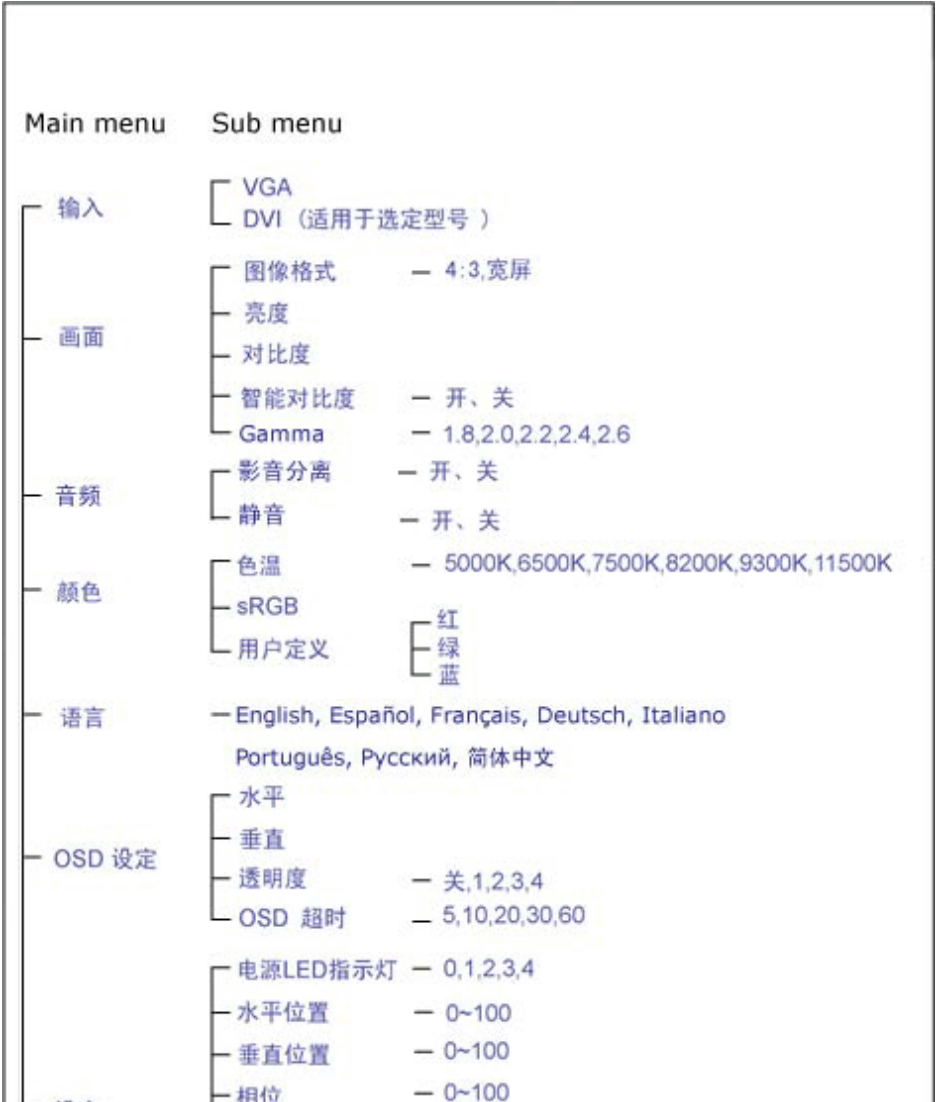 Main menu Sub menu
VGA
输入
DVI (适用于选定型号 )
图像格式 — 4:3,宽屏
亮度
画面
对比度
智能对比度 — 开、关
Gamma — 1.8,2.0,2.2,2.4,2.6
影音分离 — 开、关
音频
静音 — 开、关
色温 — 5000K,6500K,7500K,8200K,9300K,11500K
颜色
sRGB
红
用户定义 绿
蓝
语言 — English, Español, Français, Deutsch, Italiano
Português, Русский, 简体中文
水平
垂直
OSD 设定
透明度 — 关,1,2,3,4
OSD 超时 — 5,10,20,30,60
电源LED指示灯 — 0,1,2,3,4
水平位置 — 0~100
垂直位置 — 0~100
相位 — 0~100